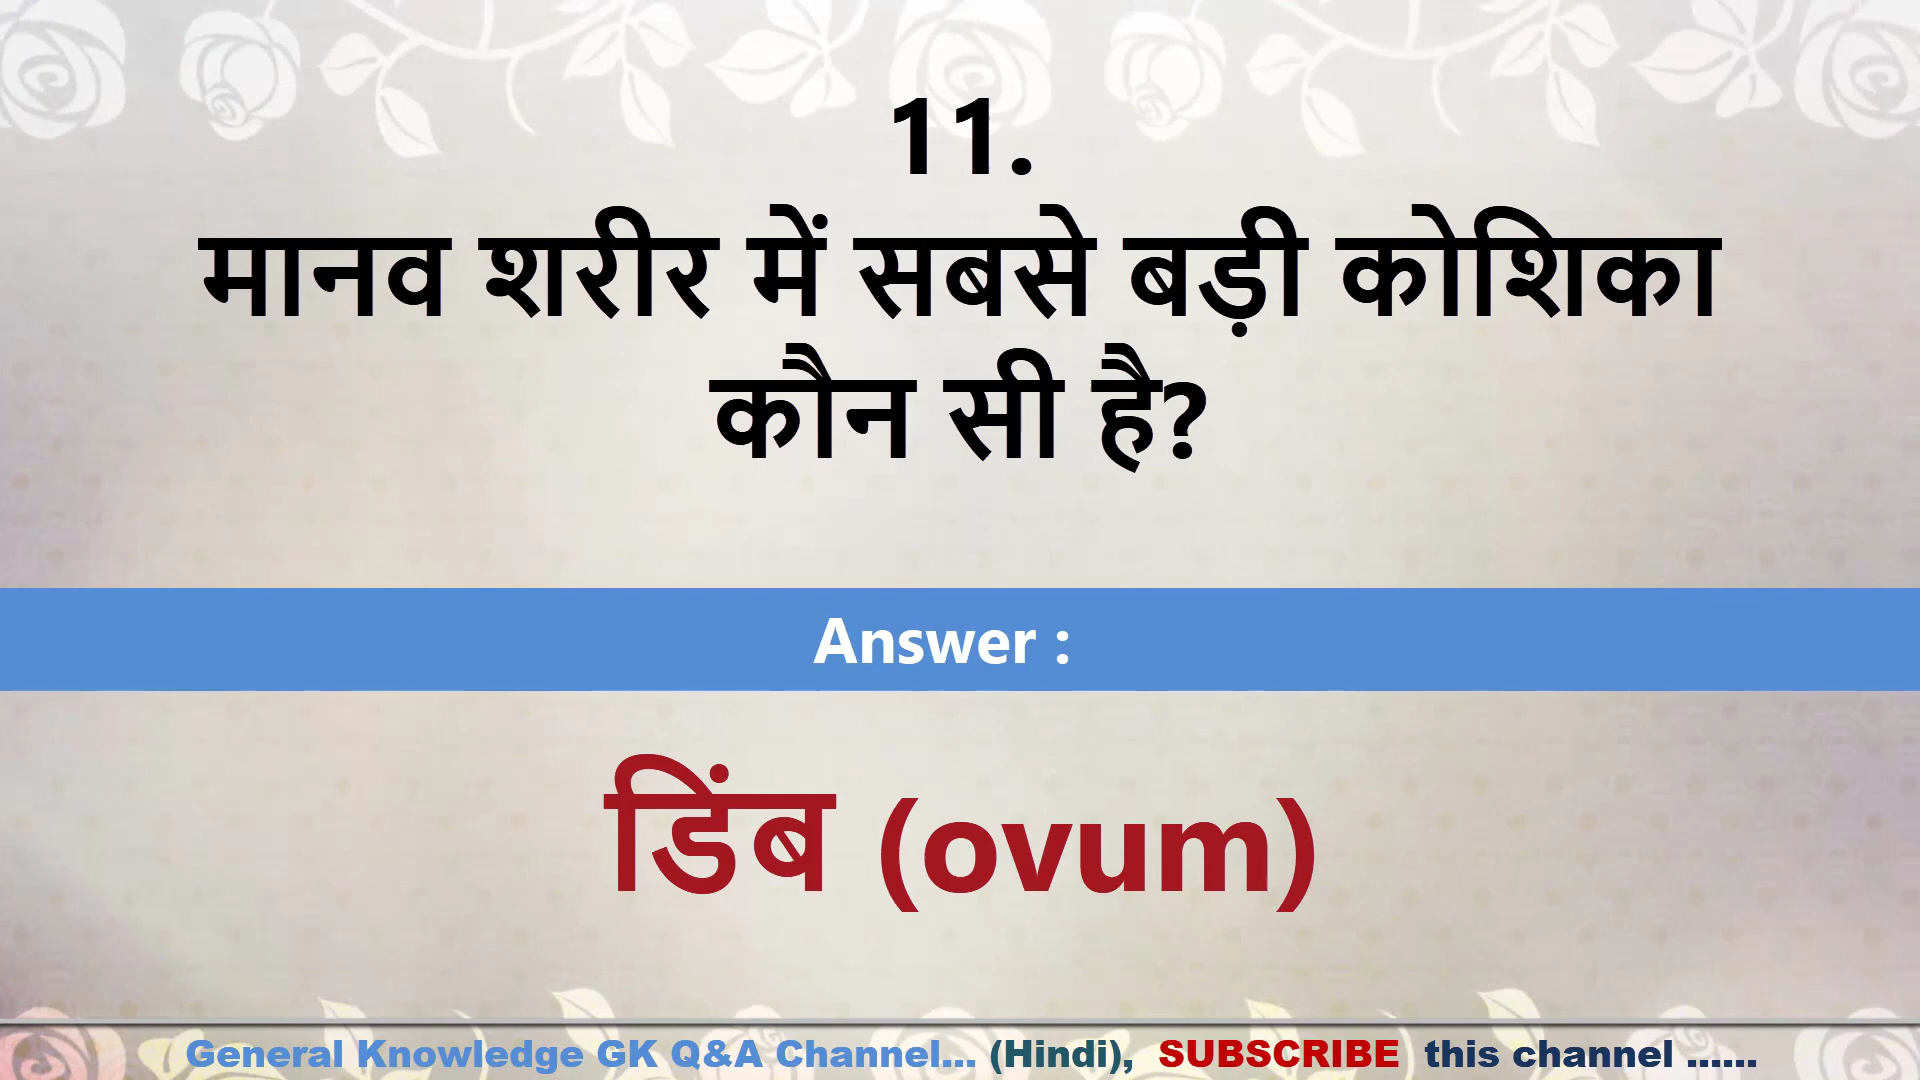 11.
मानव शरीर में सबसे बड़ी कोशिका
कौन सी है?
Answer :
डिंब (ovum)
General Knowledge GK Q&A Channel... (Hindi), SUBSCRIBE this channel ......